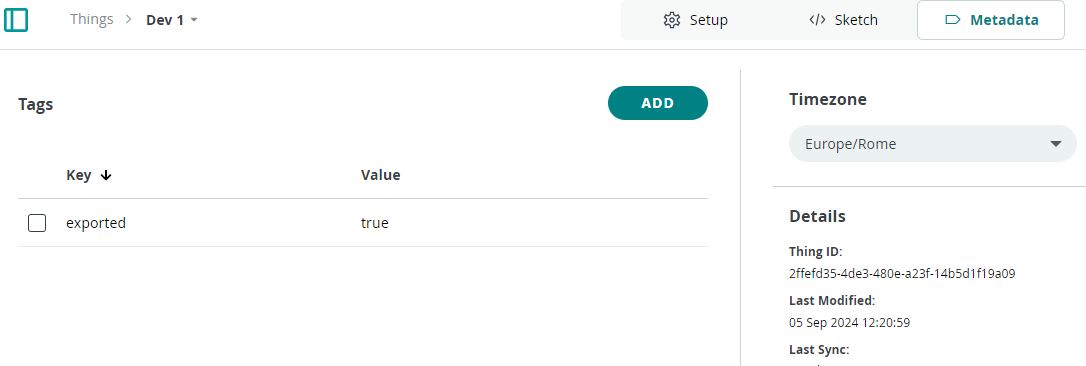 Things > Dev 1
Setup
</> Sketch
Metadata
Tags
ADD
Timezone
Europe/Rome
Key
Value
exported
true
Details
Thing ID:
2ffefd35-4de3-480e-a23f-14b5d1f19a09
Last Modified:
05 Sep 2024 12:20:59
Last Sync: